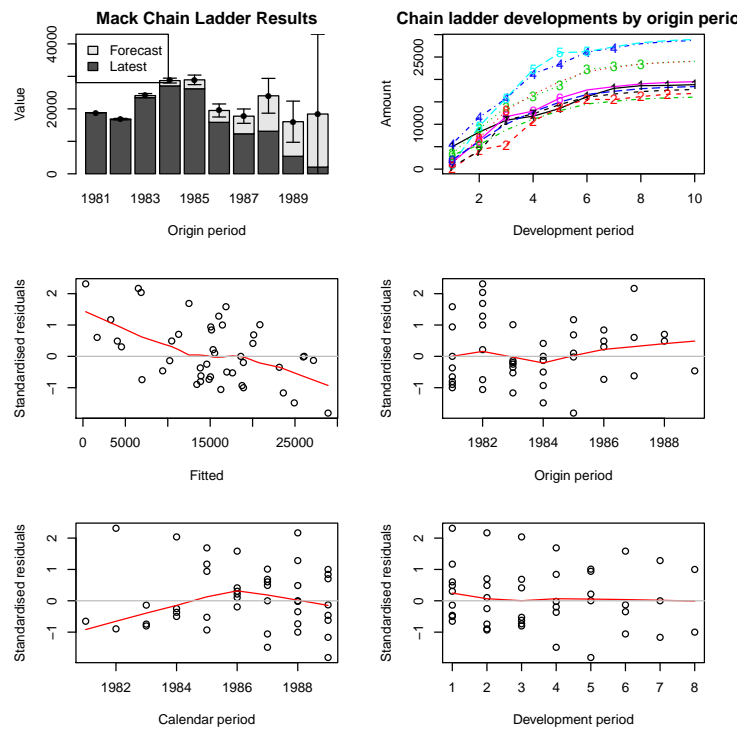 Mack Chain Ladder Results
Value
0 20000 40000
Forecast
Latest
1981 1983 1985 1987 1989
Origin period
Chain ladder developments by origin perio
Amount
0 10000 25000
2 4 6 8 10
Development period
Standardised residuals
-1 0 1 2
0 5000 15000 25000
Fitted
Standardised residuals
-1 0 1 2
1982 1984 1986 1988
Origin period
Standardised residuals
-1 0 1 2
1982 1984 1986 1988
Calendar period
Standardised residuals
-1 0 1 2
1 2 3 4 5 6 7 8
Development period